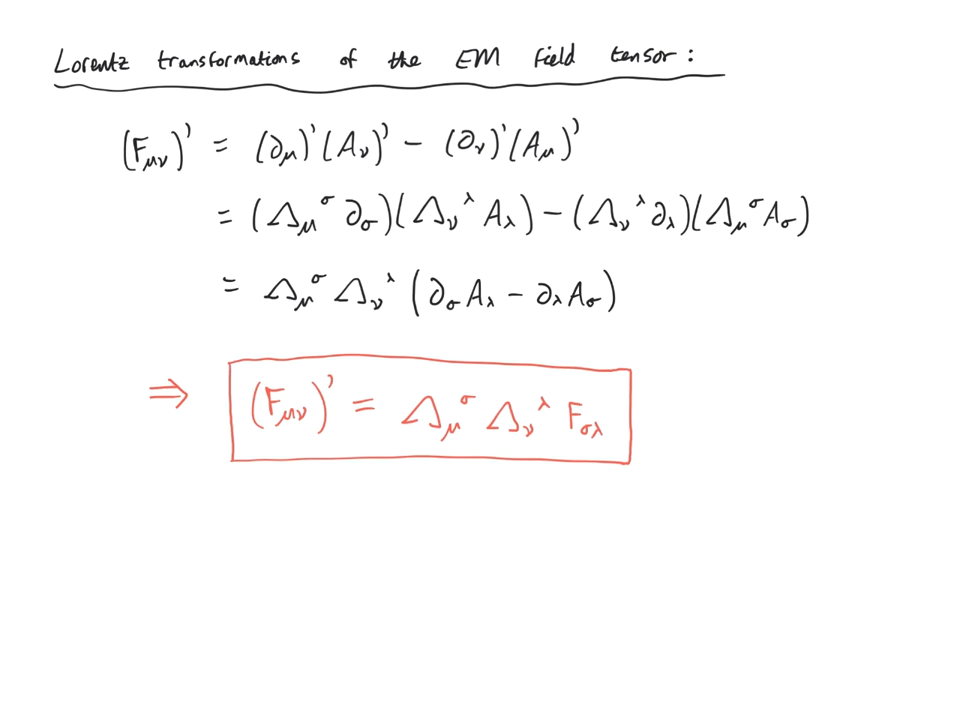 Lorentz transformations of the EM field tensor:
(F_μν)' = (∂_μ)'(A_ν)' − (∂_ν)'(A_μ)'
= (Λ_μ^σ ∂_σ)(Λ_ν^λ A_λ) − (Λ_ν^λ ∂_λ)(Λ_μ^σ A_σ)
= Λ_μ^σ Λ_ν^λ (∂_σ A_λ − ∂_λ A_σ)
⇒ (F_μν)' = Λ_μ^σ Λ_ν^λ F_σλ